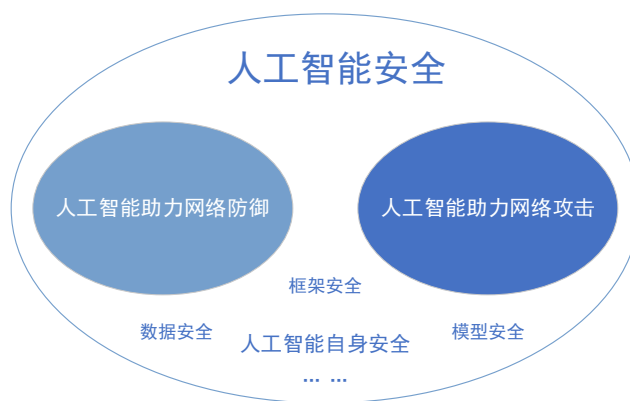 人工智能安全
人工智能助力网络防御
人工智能助力网络攻击
框架安全
数据安全
人工智能自身安全
模型安全
... ...